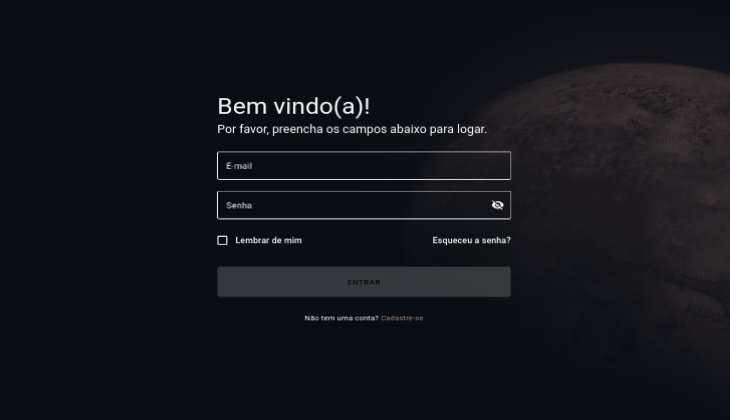 Bem vindo(a)!
Por favor, preencha os campos abaixo para logar.
E-mail
Senha
Lembrar de mim Esqueceu a senha?
ENTRAR
Não tem uma conta? Cadastre-se